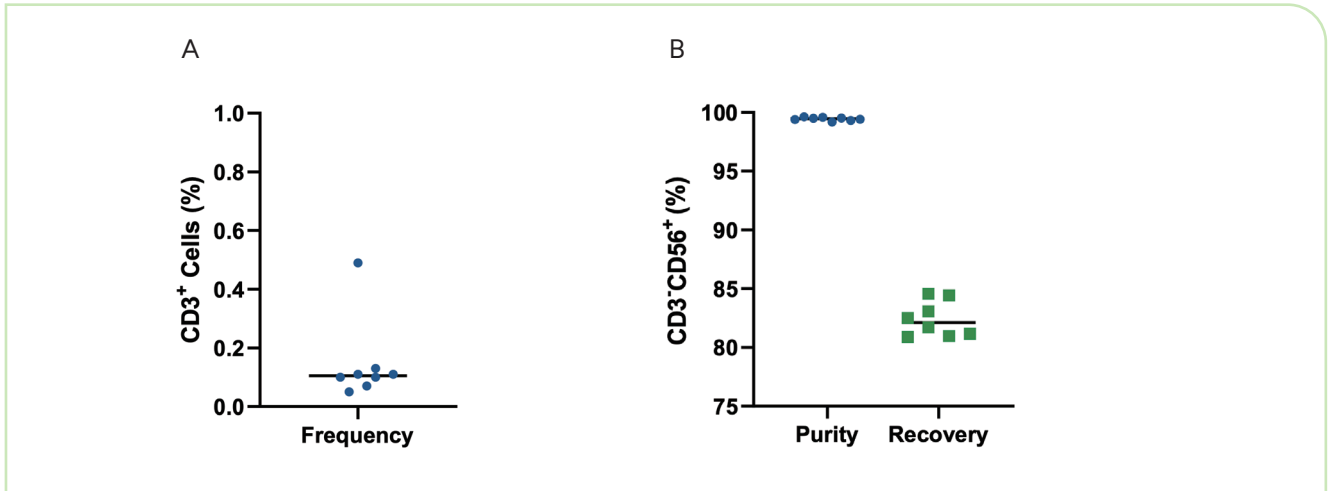 A
CD3+ Cells (%)
1.0
0.8
0.6
0.4
0.2
0.0
Frequency
B
CD3-CD56+ (%)
100
95
90
85
80
75
Purity Recovery